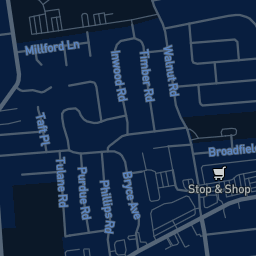 Millford Ln
Inwood Rd
Timber Rd
Walnut Rd
Taft Pl
Broadfiel
Stop & Shop
Tulane Rd
Purdue Rd
Phillips Rd
Bryce Ave